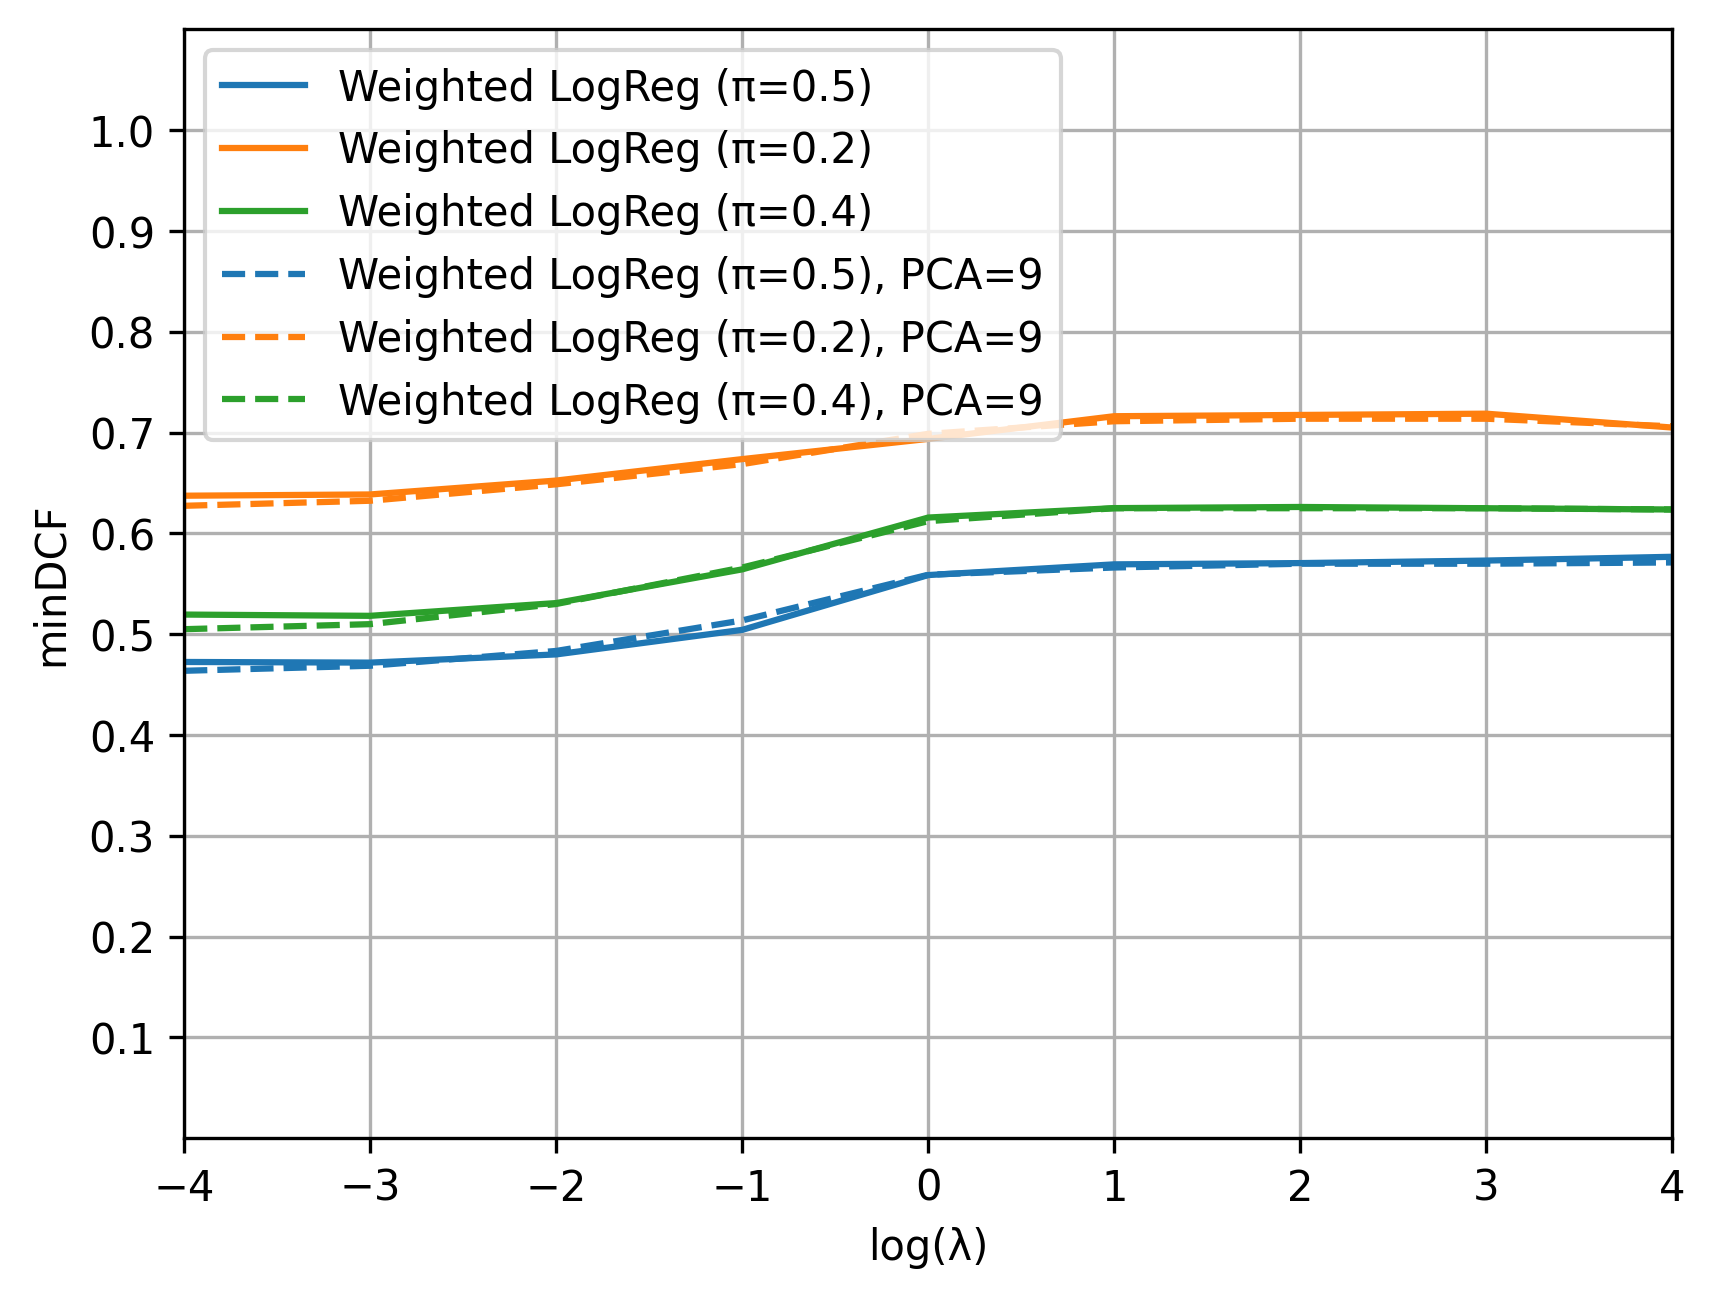 Weighted LogReg (π=0.5)
Weighted LogReg (π=0.2)
Weighted LogReg (π=0.4)
Weighted LogReg (π=0.5), PCA=9
Weighted LogReg (π=0.2), PCA=9
Weighted LogReg (π=0.4), PCA=9
1.0
0.9
0.8
0.7
0.6
0.5
0.4
0.3
0.2
0.1
minDCF
−4 −3 −2 −1 0 1 2 3 4
log(λ)